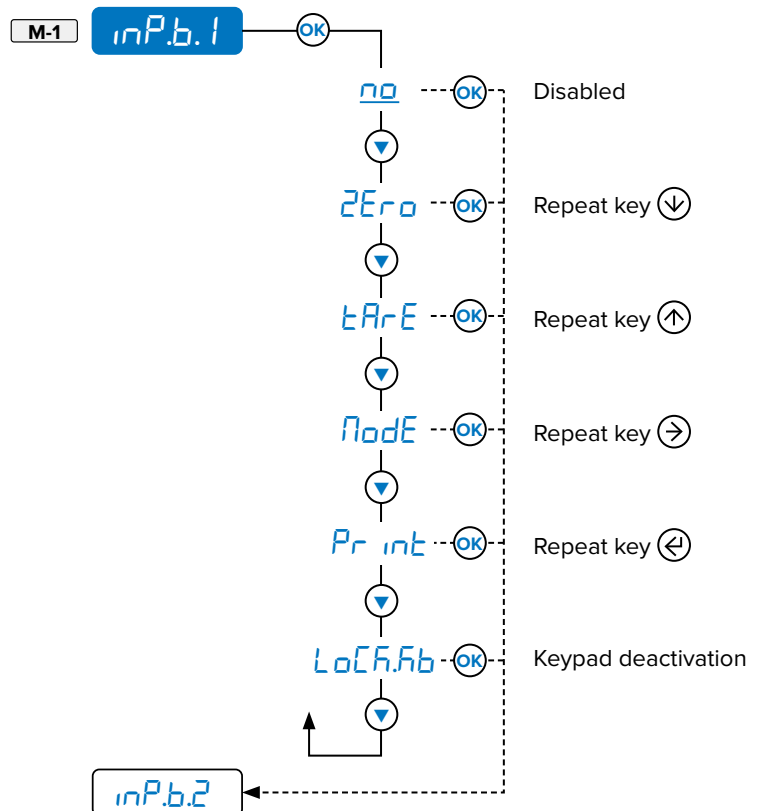 M-1 inP.b.1 OK
no OK Disabled
ZEro OK Repeat key
tArE OK Repeat key
ModE OK Repeat key
Print OK Repeat key
LoCK.Kb OK Keypad deactivation
inP.b.2